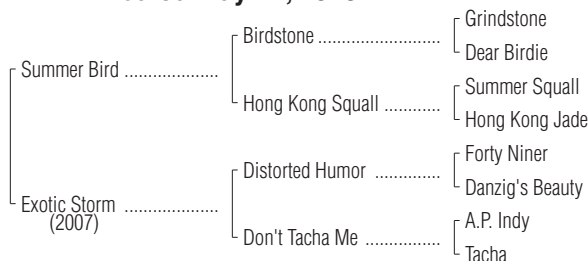 Grindstone
Birdstone ........................
Dear Birdie
Summer Bird ..................
Summer Squall
Hong Kong Squall ............
Hong Kong Jade
Forty Niner
Distorted Humor ...............
Danzig's Beauty
Exotic Storm ..................
(2007)
A.P. Indy
Don't Tacha Me ................
Tacha